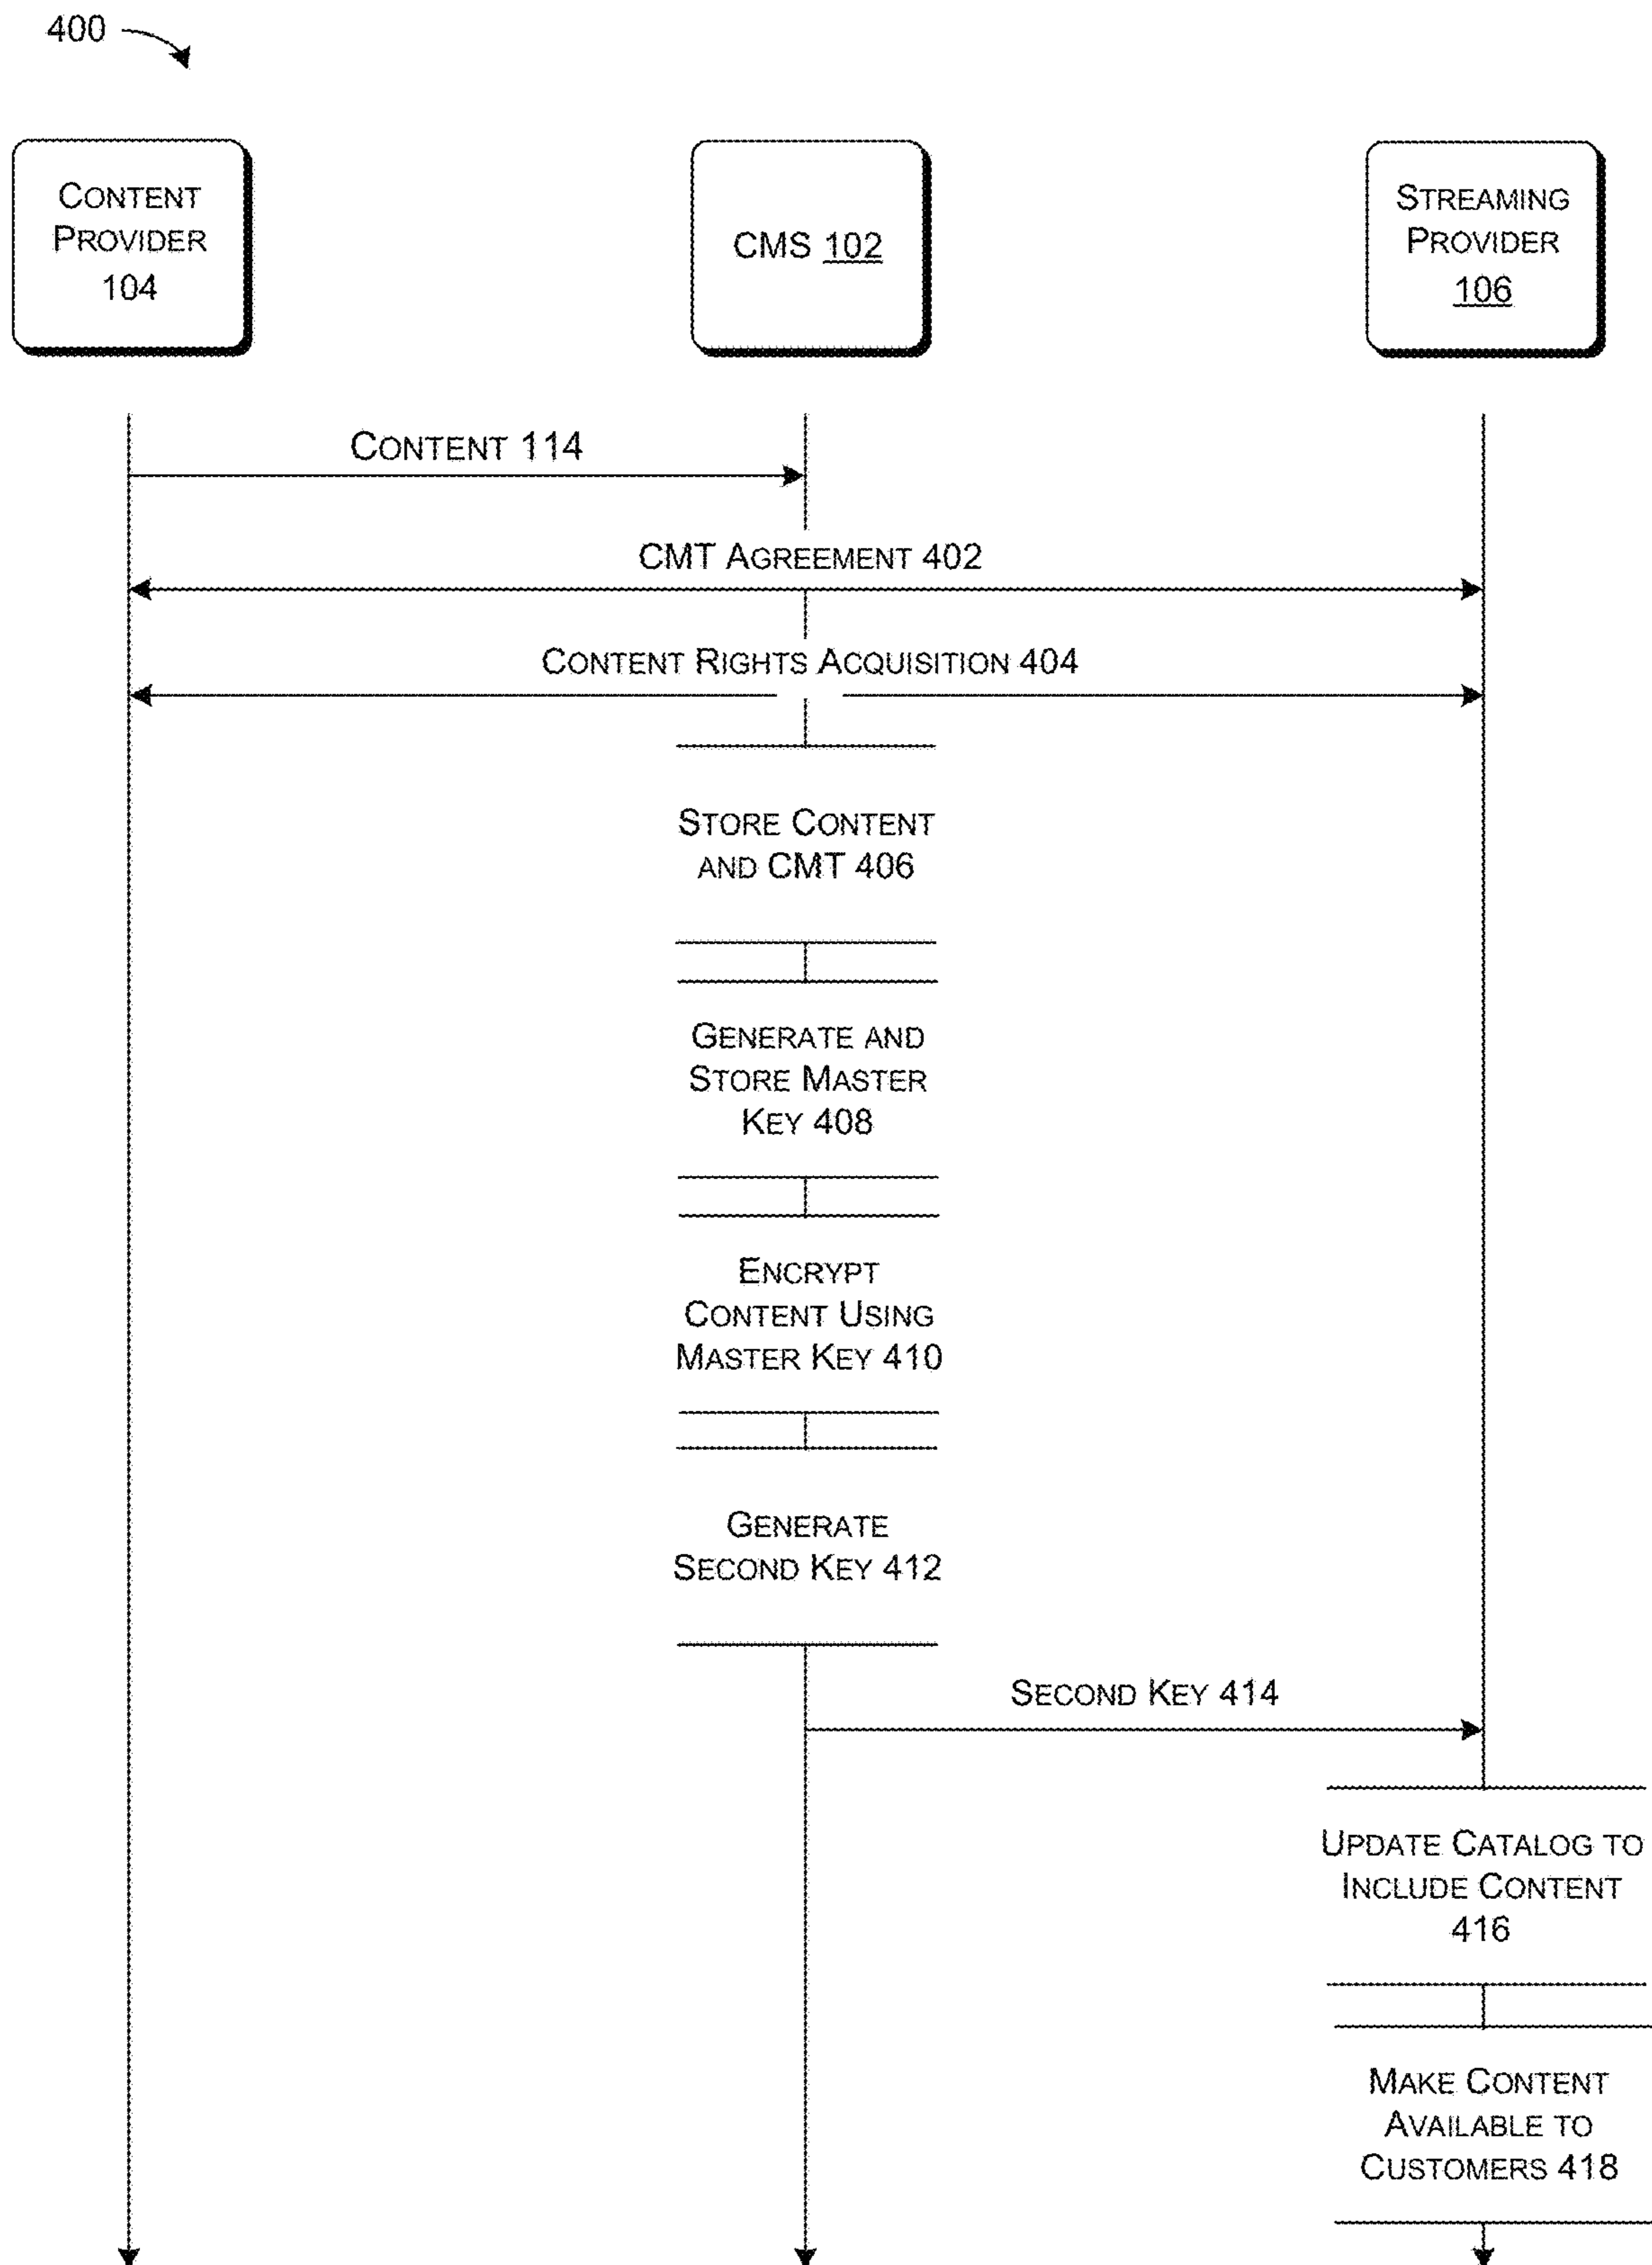 400
CONTENT
PROVIDER
104
CMS 102
STREAMING
PROVIDER
106
CONTENT 114
CMT AGREEMENT 402
CONTENT RIGHTS ACQUISITION 404
STORE CONTENT
AND CMT 406
GENERATE AND
STORE MASTER
KEY 408
ENCRYPT
CONTENT USING
MASTER KEY 410
GENERATE
SECOND KEY 412
SECOND KEY 414
UPDATE CATALOG TO
INCLUDE CONTENT
416
MAKE CONTENT
AVAILABLE TO
CUSTOMERS 418